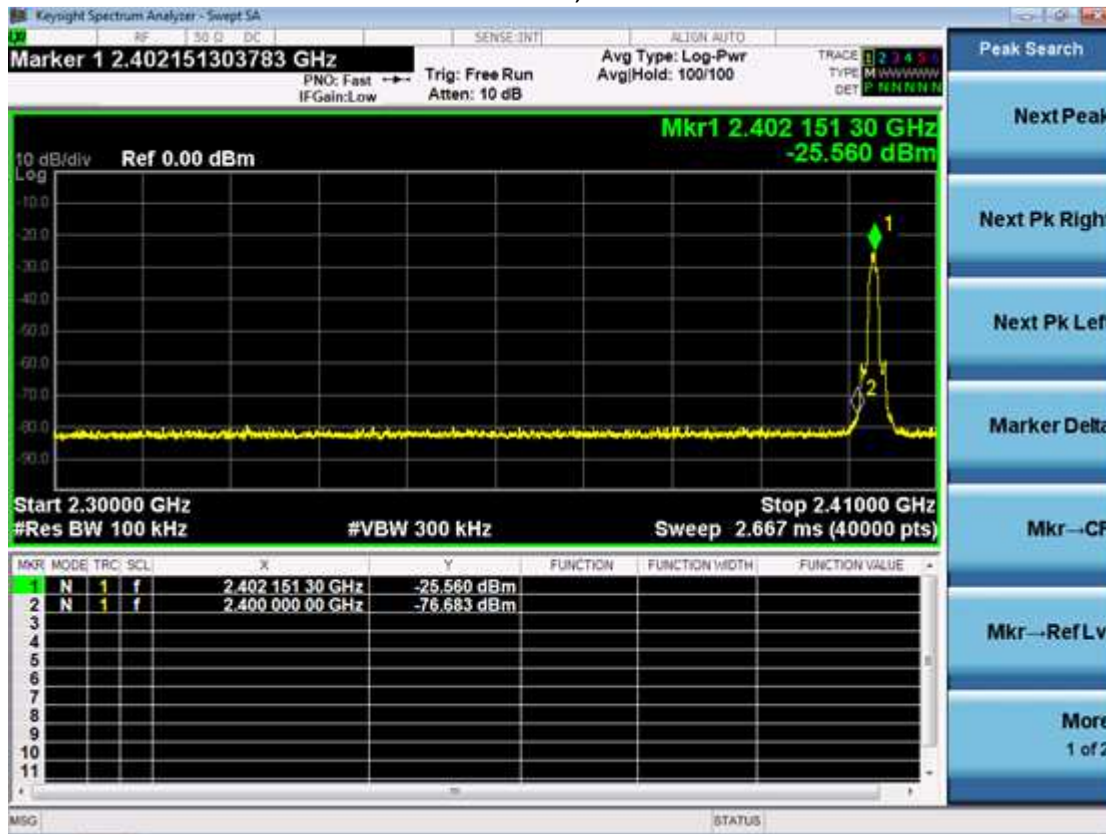 Keysight Spectrum Analyzer - Swept SA
RF 50 Ω DC SENSE:INT ALIGN AUTO
Marker 1 2.402151303783 GHz
PNO: Fast
IFGain:Low
Trig: Free Run
Atten: 10 dB
Avg Type: Log-Pwr
Avg|Hold: 100/100
TRACE 1 2 3 4 5 6
TYPE M WWWWW
DET P N N N N N
Peak Search
Next Peak
Next Pk Right
Next Pk Left
Marker Delta
Mkr→CF
Mkr→Ref Lv
More
1 of 2
Mkr1 2.402 151 30 GHz
-25.560 dBm
10 dB/div Ref 0.00 dBm
Log
-10.0
-20.0
-30.0
-40.0
-50.0
-60.0
-70.0
-80.0
-90.0
1
2
Start 2.30000 GHz Stop 2.41000 GHz
#Res BW 100 kHz #VBW 300 kHz Sweep 2.667 ms (40000 pts)
MKR MODE TRC SCL X Y FUNCTION FUNCTION WIDTH FUNCTION VALUE
1 N 1 f 2.402 151 30 GHz -25.560 dBm
2 N 1 f 2.400 000 00 GHz -76.683 dBm
3
4
5
6
7
8
9
10
11
MSG STATUS